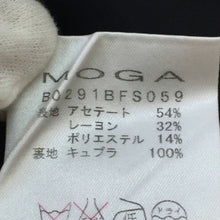 MOGA
B0291BFS059
表地 アセテート 54%
レーヨン 32%
ポリエステル 14%
裏地 キュプラ 100%